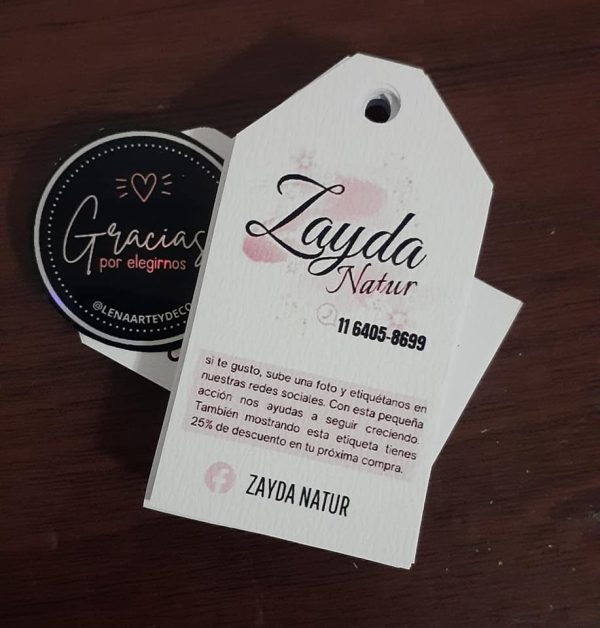 Gracias
por elegirnos
@LENAARTEYDECO
Zayda
Natur
11 6405-8699
si te gusto, sube una foto y etiquétanos en
nuestras redes sociales. Con esta pequeña
acción nos ayudas a seguir creciendo.
También mostrando esta etiqueta tienes
25% de descuento en tu próxima compra.
ZAYDA NATUR